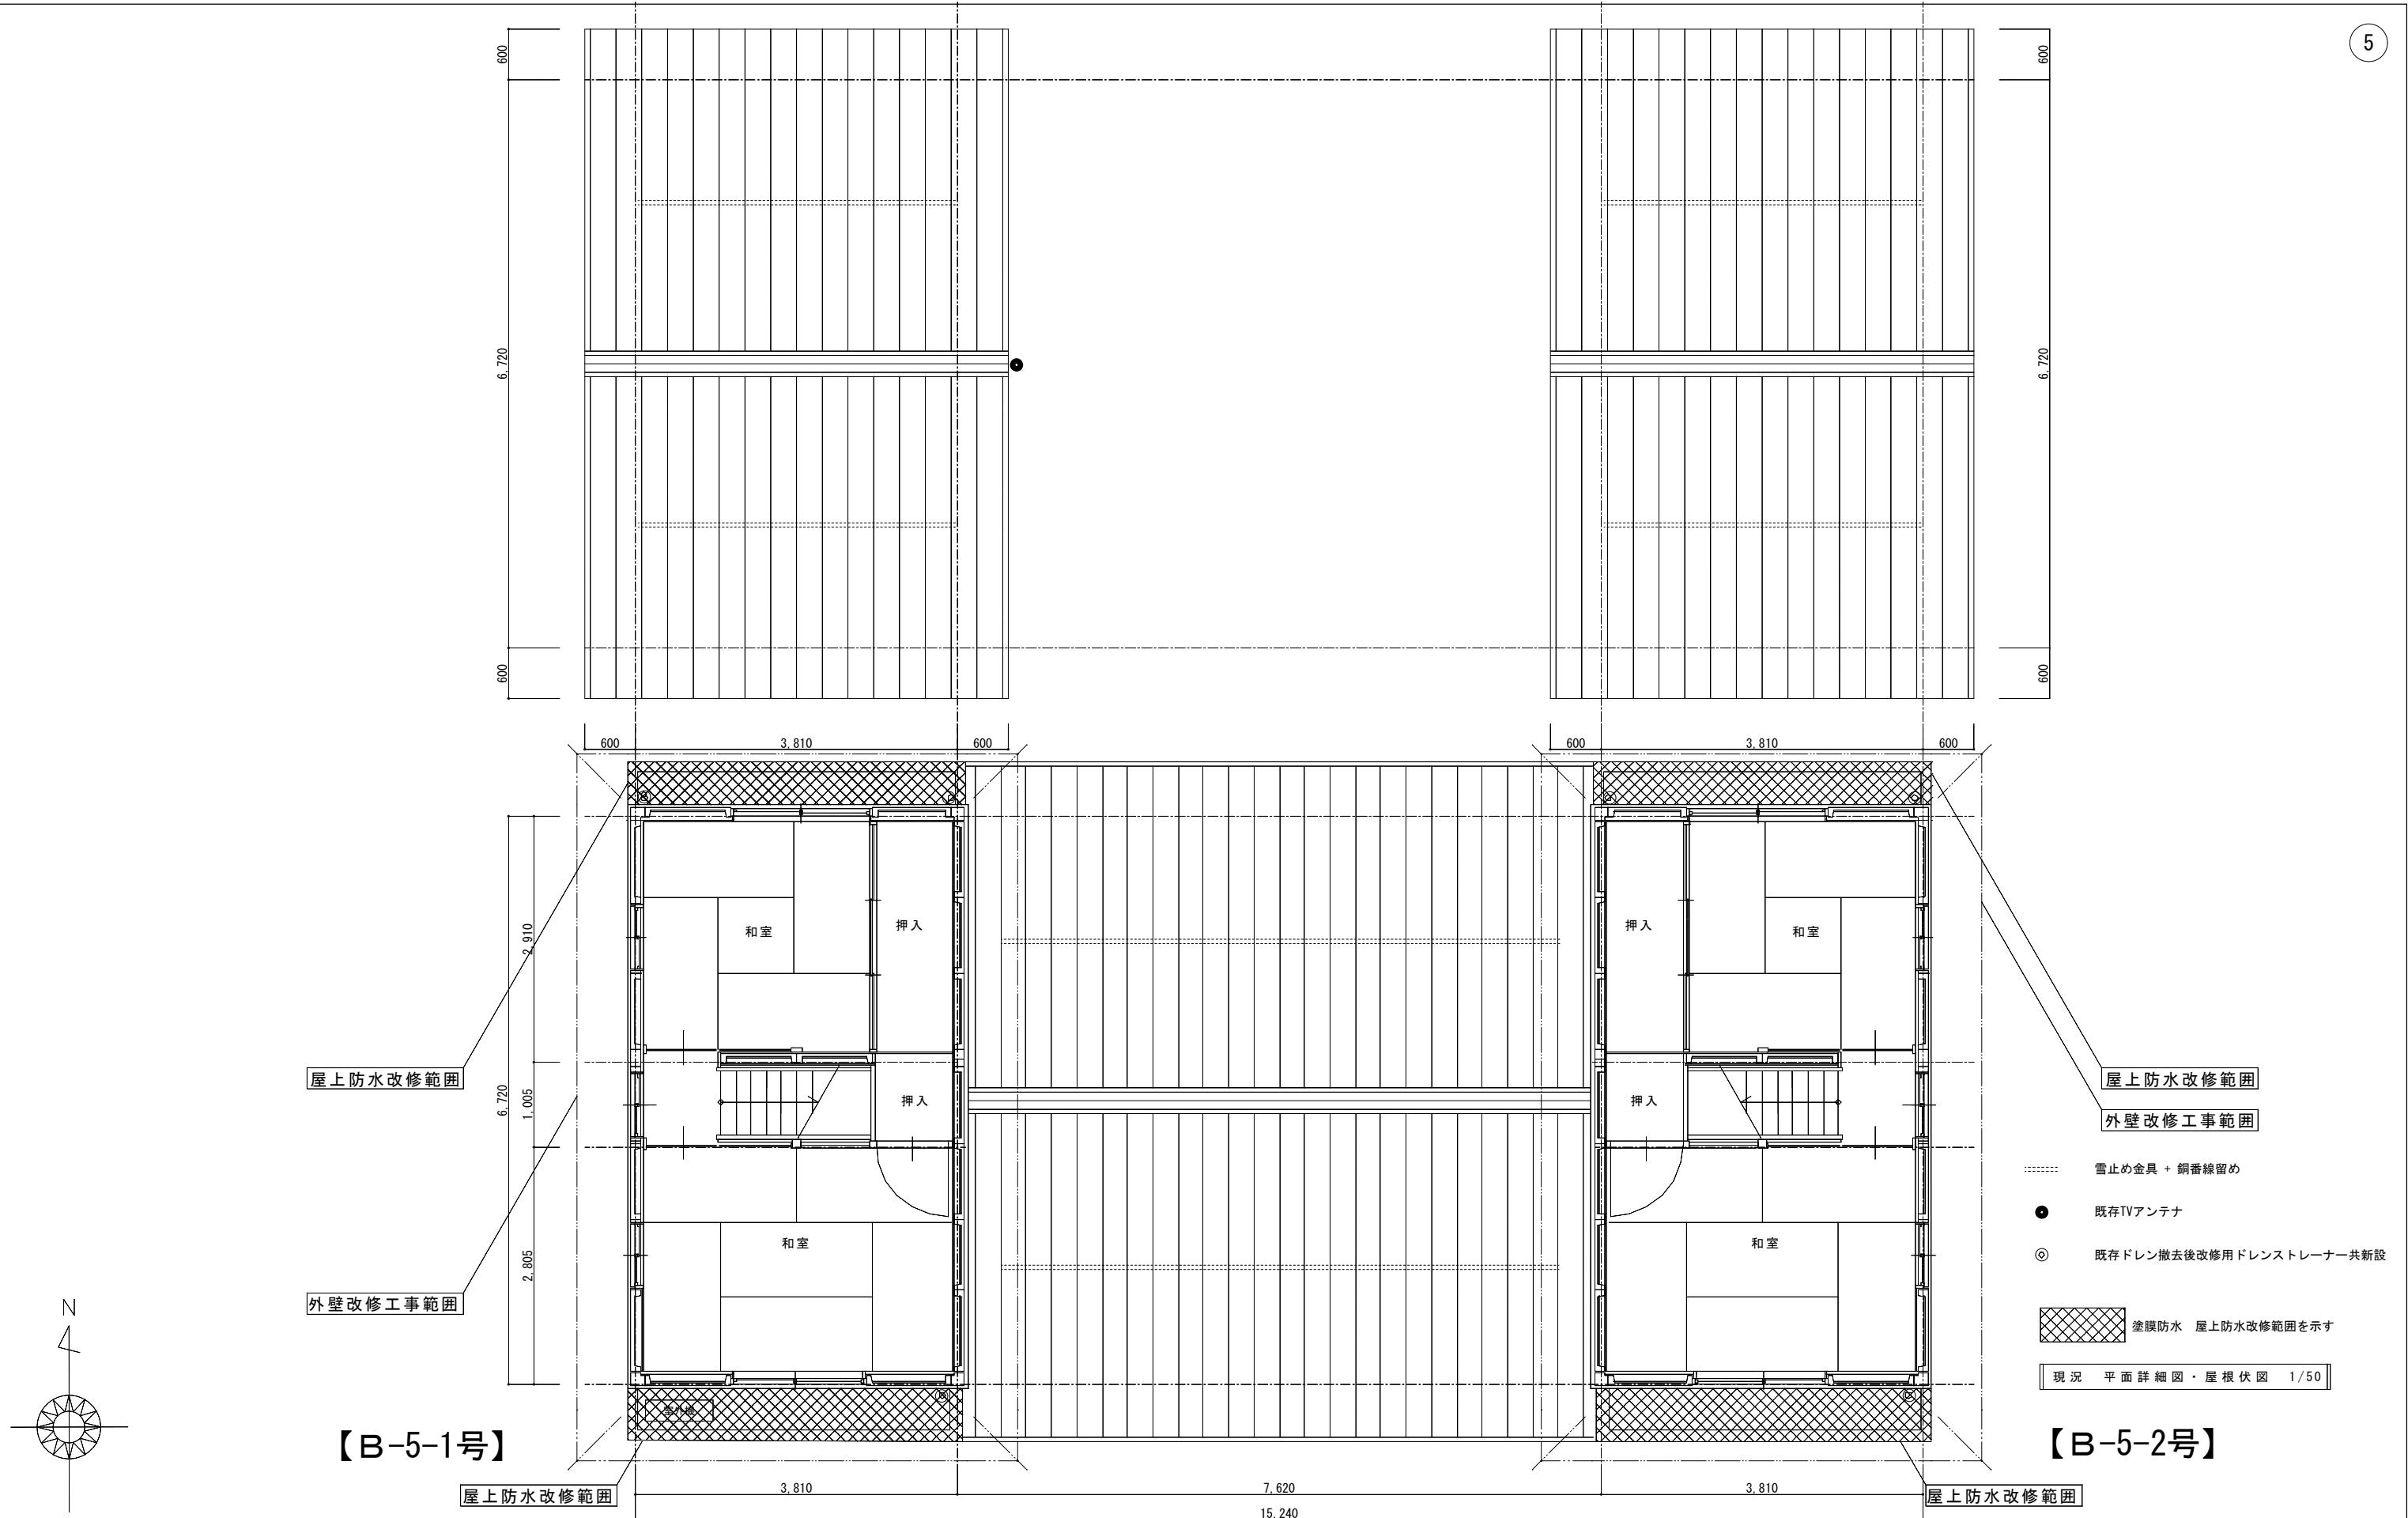 5
600
600
6,720
6,720
600
600
600
3,810
600
600
3,810
600
押入
和室
押入
和室
2,910
6,720
1,005
2,805
押入
押入
和室
和室
屋上防水改修範囲
外壁改修工事範囲
屋上防水改修範囲
外壁改修工事範囲
雪止め金具 + 銅番線留め
既存TVアンテナ
既存ドレン撤去後改修用ドレンストレーナー共新設
塗膜防水 屋上防水改修範囲を示す
現況 平面詳細図・屋根伏図 1/50
N
室外機
【B-5-1号】
【B-5-2号】
屋上防水改修範囲
屋上防水改修範囲
3,810
7,620
3,810
15,240